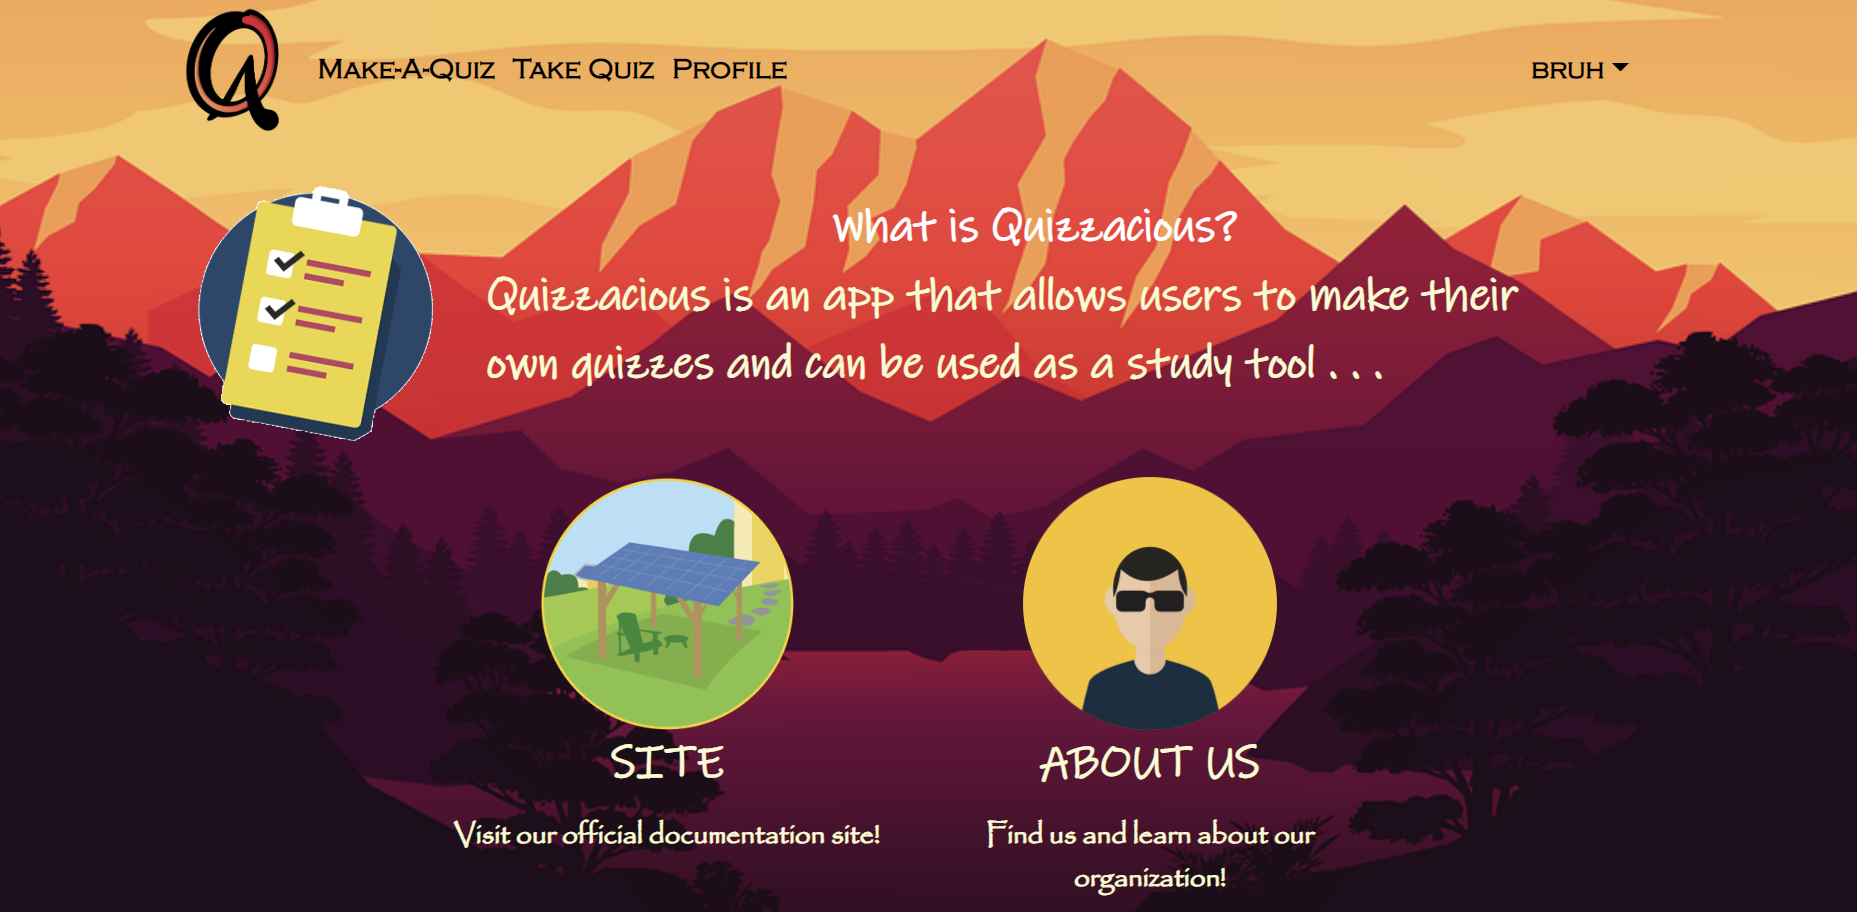 Q
Make-A-Quiz Take Quiz Profile
BRUH
What is Quizzacious?
Quizzacious is an app that allows users to make their
own quizzes and can be used as a study tool . . .
SITE
Visit our official documentation site!
ABOUT US
Find us and learn about our
organization!